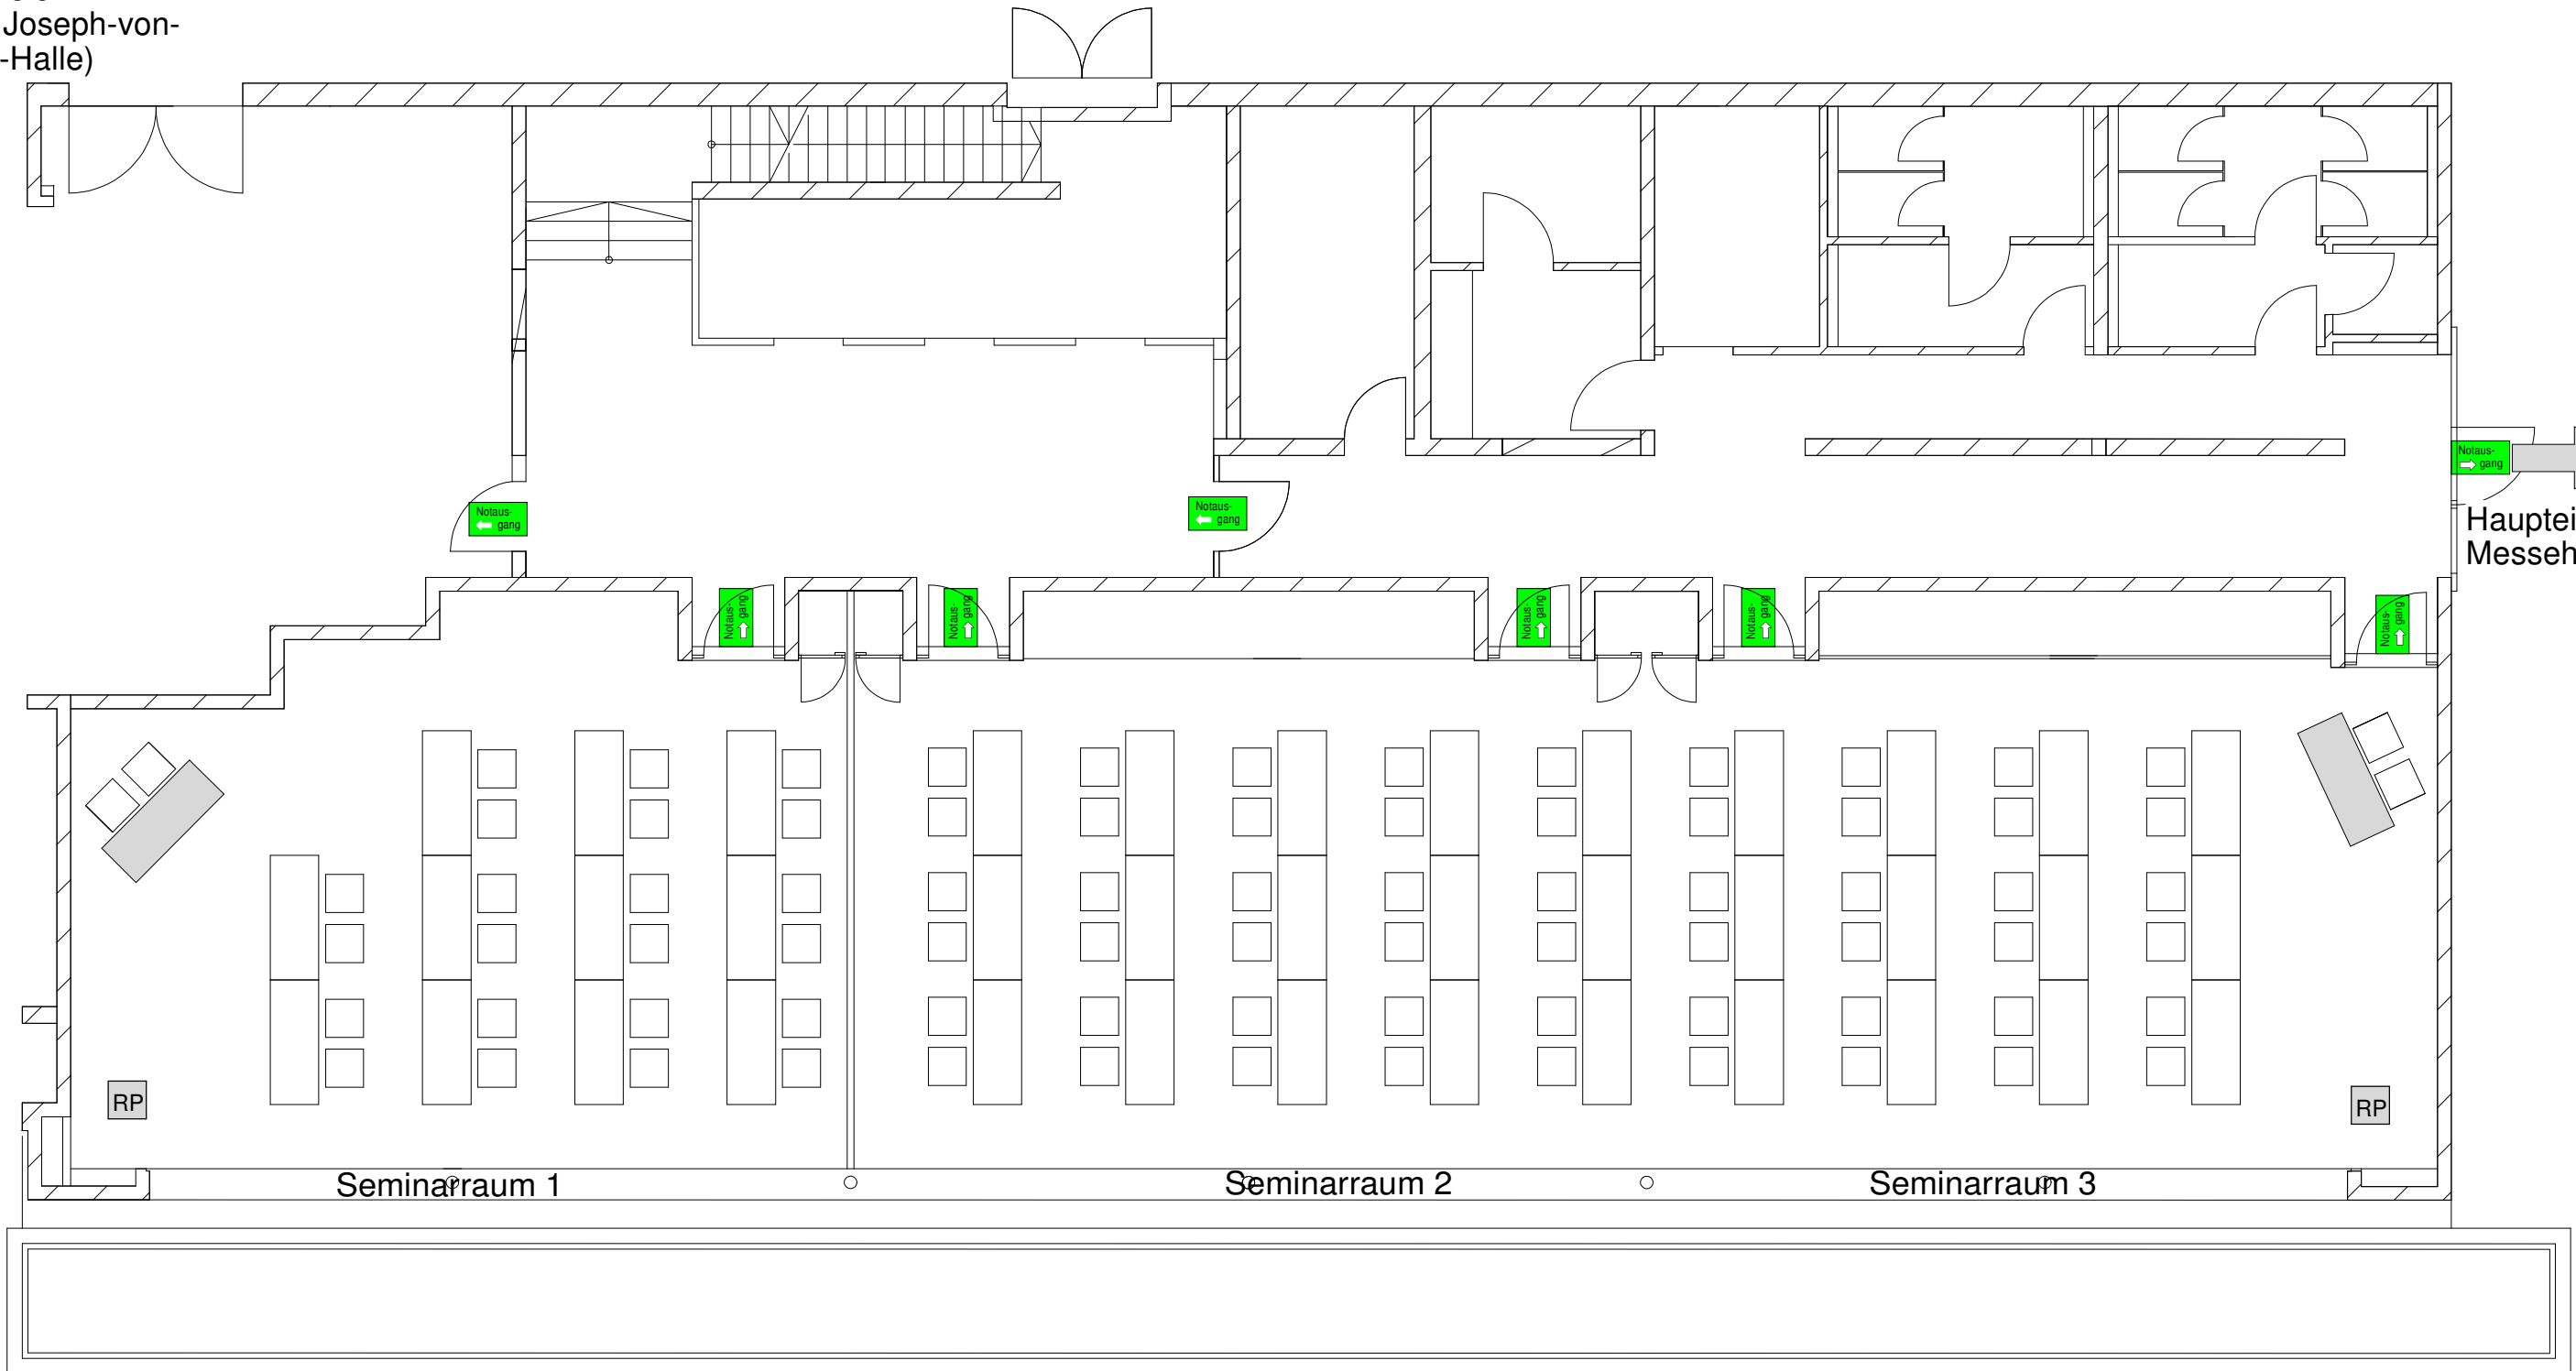 Joseph-von-
-Halle)
Notaus-
gang
Notaus-
gang
Notaus-
gang
Hauptei
Messeh
Notaus-
gang
Notaus-
gang
Notaus-
gang
Notaus-
gang
Notaus-
gang
RP
RP
Seminarraum 1
Seminarraum 2
Seminarraum 3